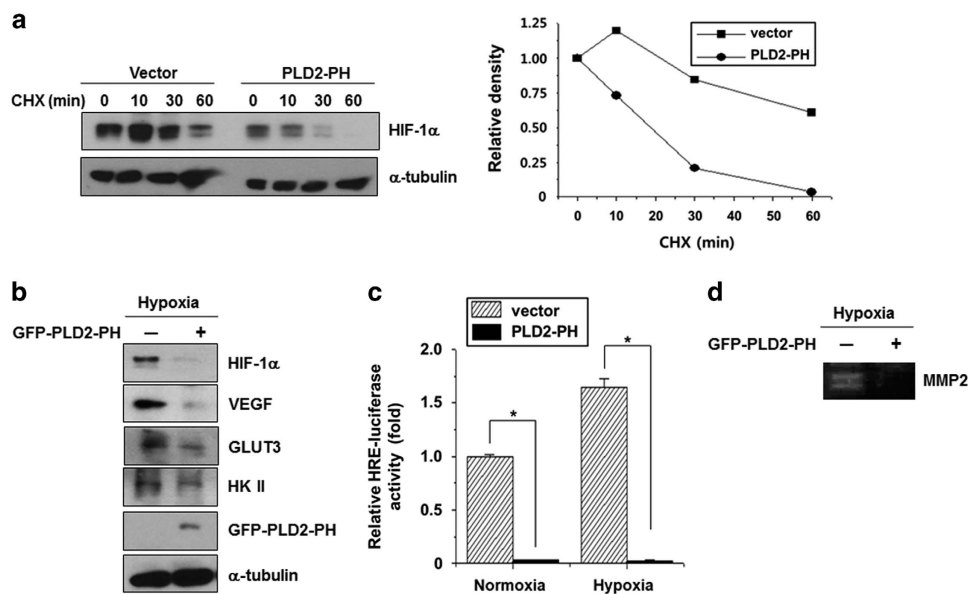 a
Vector PLD2-PH
CHX (min) 0 10 30 60 0 10 30 60
HIF-1α
α-tubulin
Relative density
1.25
1.00
0.75
0.50
0.25
0
vector
PLD2-PH
0 10 20 30 40 50 60
CHX (min)
b
Hypoxia
GFP-PLD2-PH — +
HIF-1α
VEGF
GLUT3
HK II
GFP-PLD2-PH
α-tubulin
c
vector
PLD2-PH
Relative HRE-luciferase
activity (fold)
2.0
1.5
1.0
0.5
0
*
*
Normoxia Hypoxia
d
Hypoxia
GFP-PLD2-PH — +
MMP2